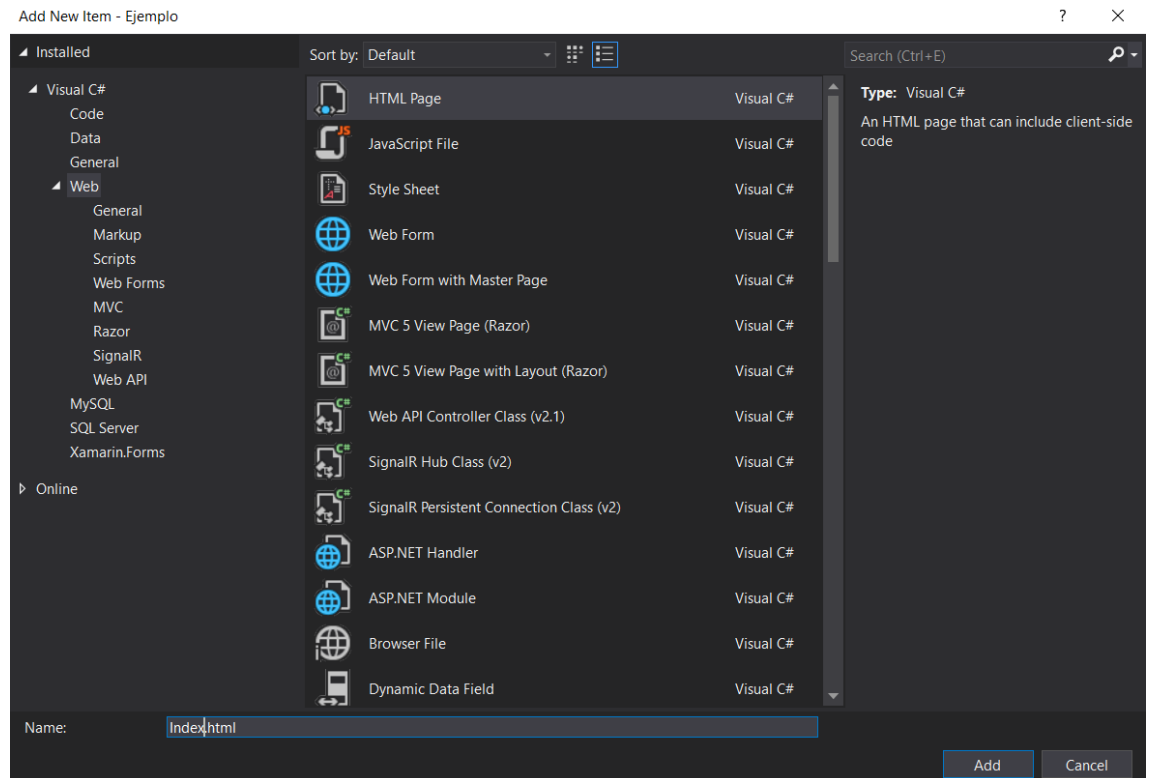 Add New Item - Ejemplo
?
Installed
Sort by: Default
Search (Ctrl+E)
Visual C#
Code
Data
General
Web
General
Markup
Scripts
Web Forms
MVC
Razor
SignalR
Web API
MySQL
SQL Server
Xamarin.Forms
Online
HTML Page Visual C#
JavaScript File Visual C#
Style Sheet Visual C#
Web Form Visual C#
Web Form with Master Page Visual C#
MVC 5 View Page (Razor) Visual C#
MVC 5 View Page with Layout (Razor) Visual C#
Web API Controller Class (v2.1) Visual C#
SignalR Hub Class (v2) Visual C#
SignalR Persistent Connection Class (v2) Visual C#
ASP.NET Handler Visual C#
ASP.NET Module Visual C#
Browser File Visual C#
Dynamic Data Field Visual C#
Type: Visual C#
An HTML page that can include client-side
code
Name: Index.html
Add Cancel